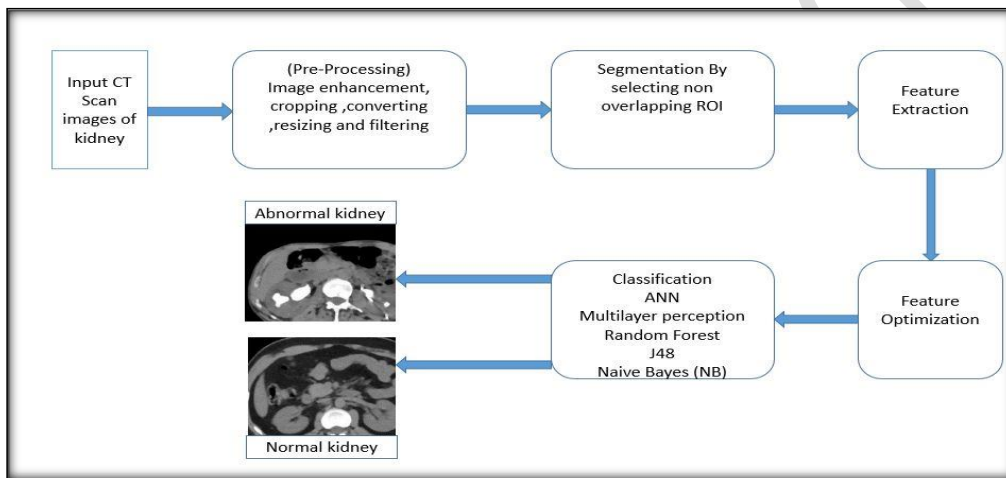 Input CT
Scan
images of
kidney
(Pre-Processing)
Image enhancement,
cropping ,converting
,resizing and filtering
Segmentation By
selecting non
overlapping ROI
Feature
Extraction
Feature
Optimization
Classification
ANN
Multilayer perception
Random Forest
J48
Naive Bayes (NB)
Abnormal kidney
Normal kidney